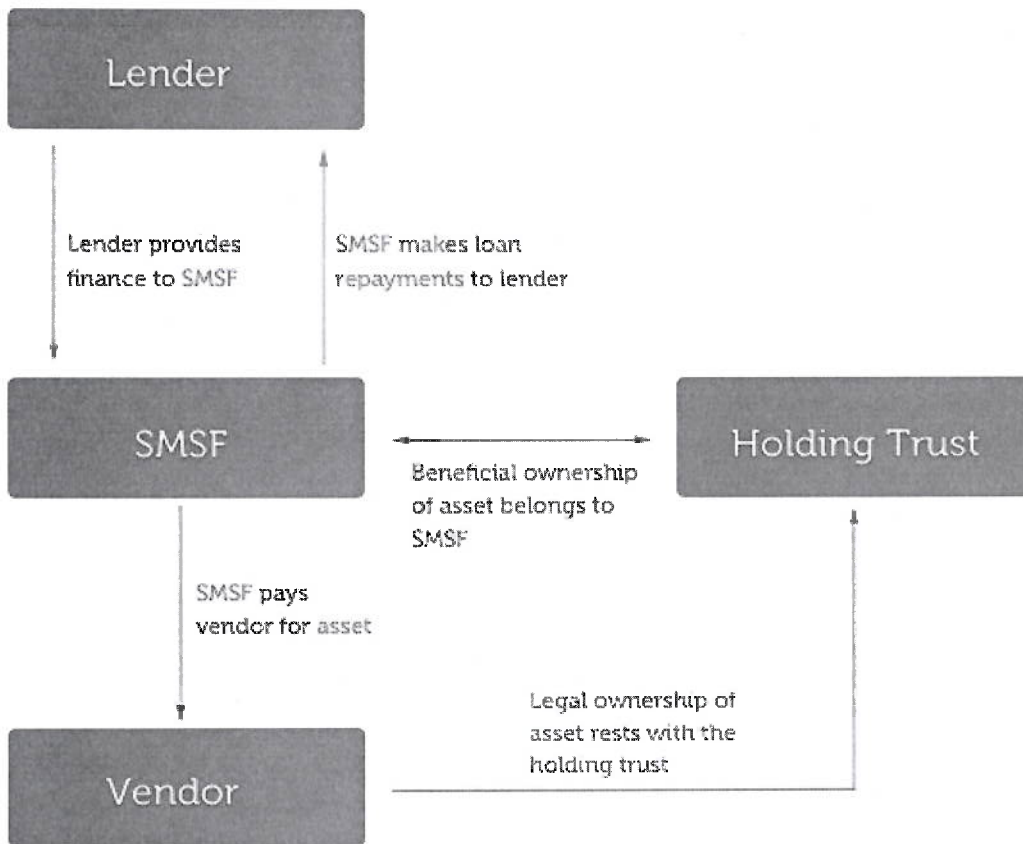 Lender
Lender provides
finance to SMSF
SMSF makes loan
repayments to lender
SMSF
Holding Trust
Beneficial ownership
of asset belongs to
SMSF
SMSF pays
vendor for asset
Legal ownership of
asset rests with the
holding trust
Vendor